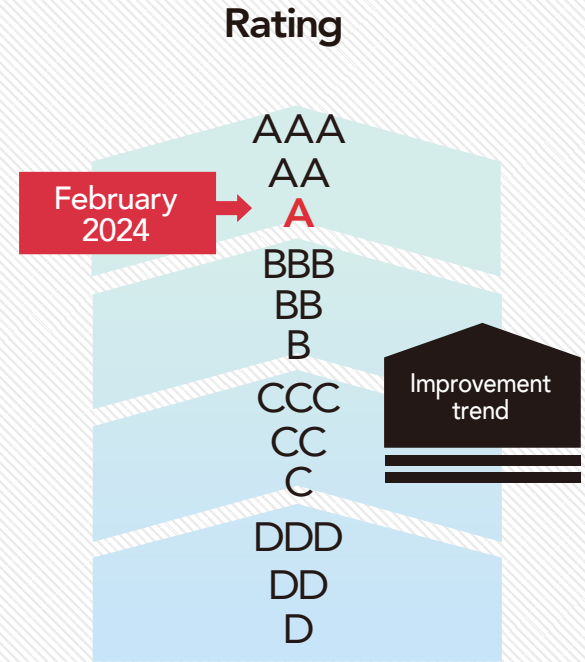 Rating
AAA
AA
February
2024
A
BBB
BB
B
Improvement
trend
CCC
CC
C
DDD
DD
D